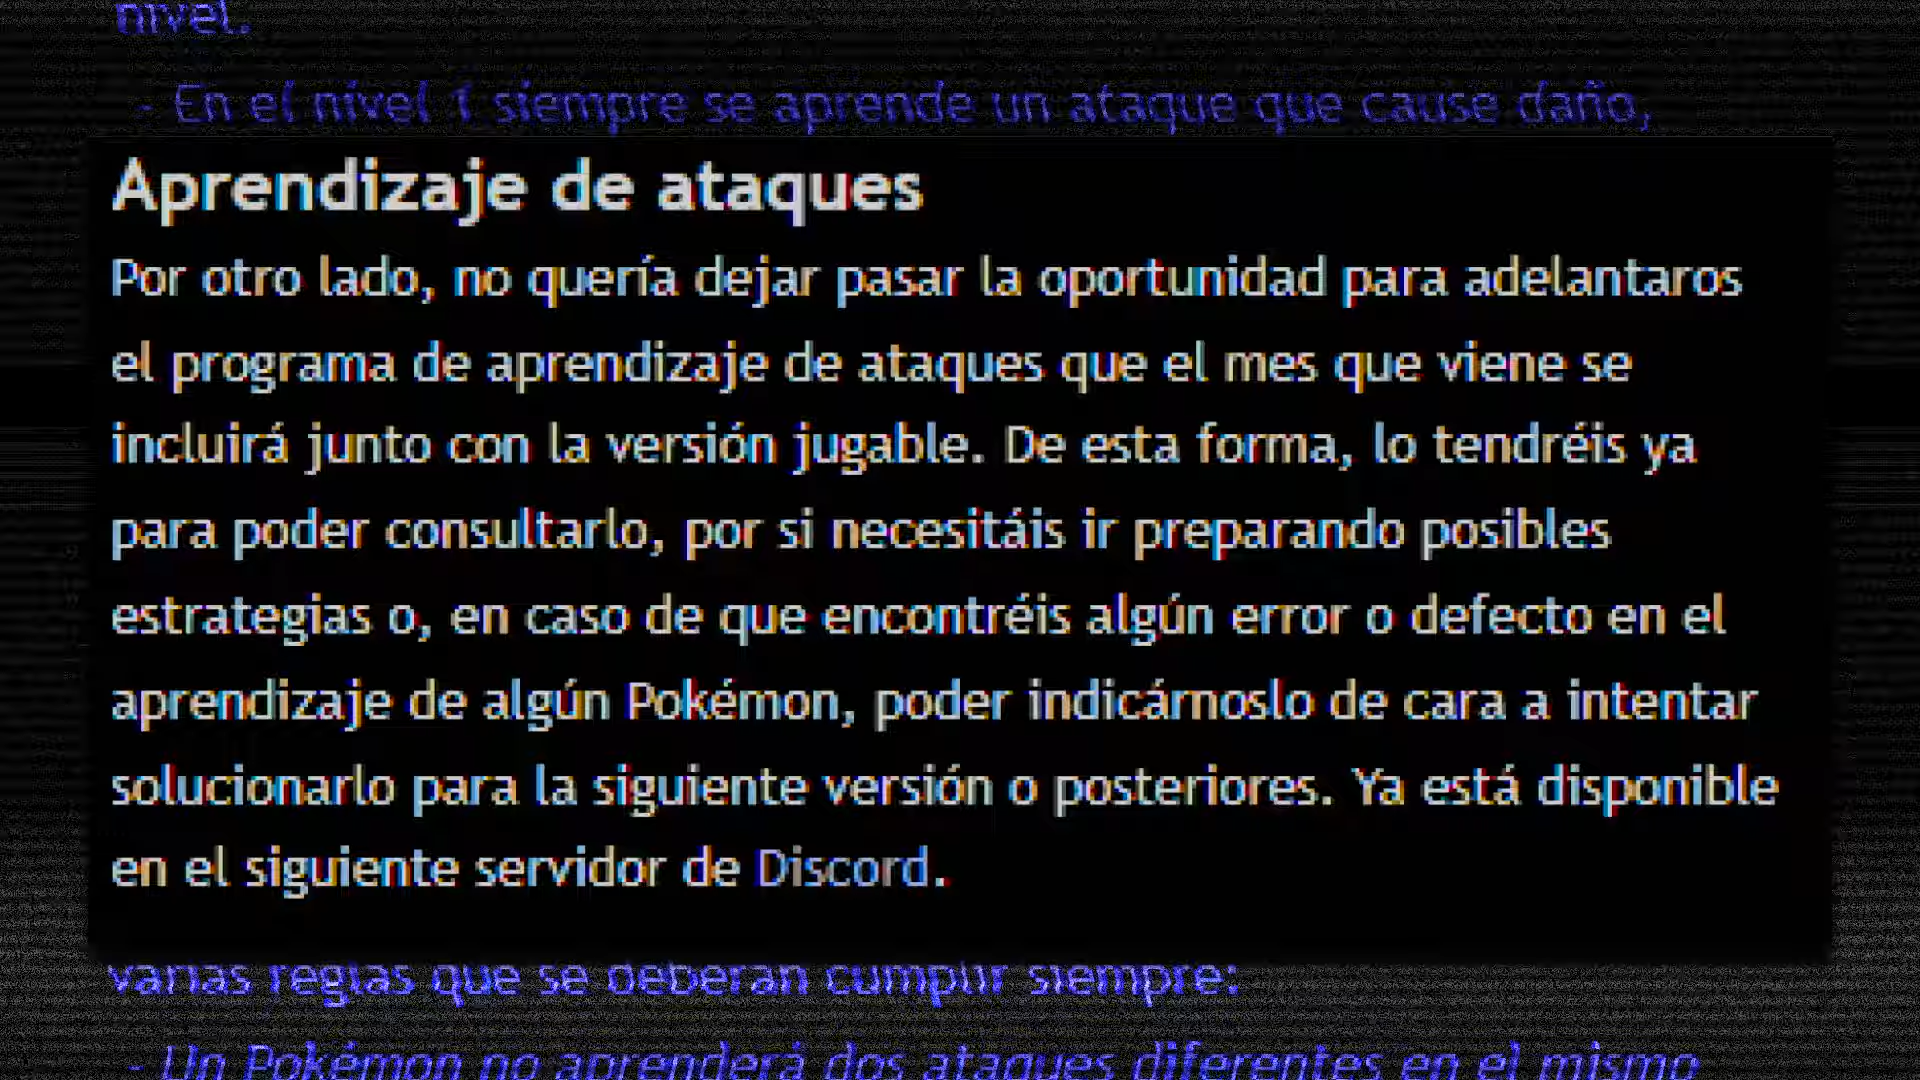 nivel.
- En el nivel 1 siempre se aprende un ataque que cause daño,
Aprendizaje de ataques
Por otro lado, no quería dejar pasar la oportunidad para adelantaros
el programa de aprendizaje de ataques que el mes que viene se
incluirá junto con la versión jugable. De esta forma, lo tendréis ya
para poder consultarlo, por si necesitáis ir preparando posibles
estrategias o, en caso de que encontréis algún error o defecto en el
aprendizaje de algún Pokémon, poder indicárnoslo de cara a intentar
solucionarlo para la siguiente versión o posteriores. Ya está disponible
en el siguiente servidor de Discord.
varias reglas que se deberán cumplir siempre:
- Un Pokémon no aprenderá dos ataques diferentes en el mismo